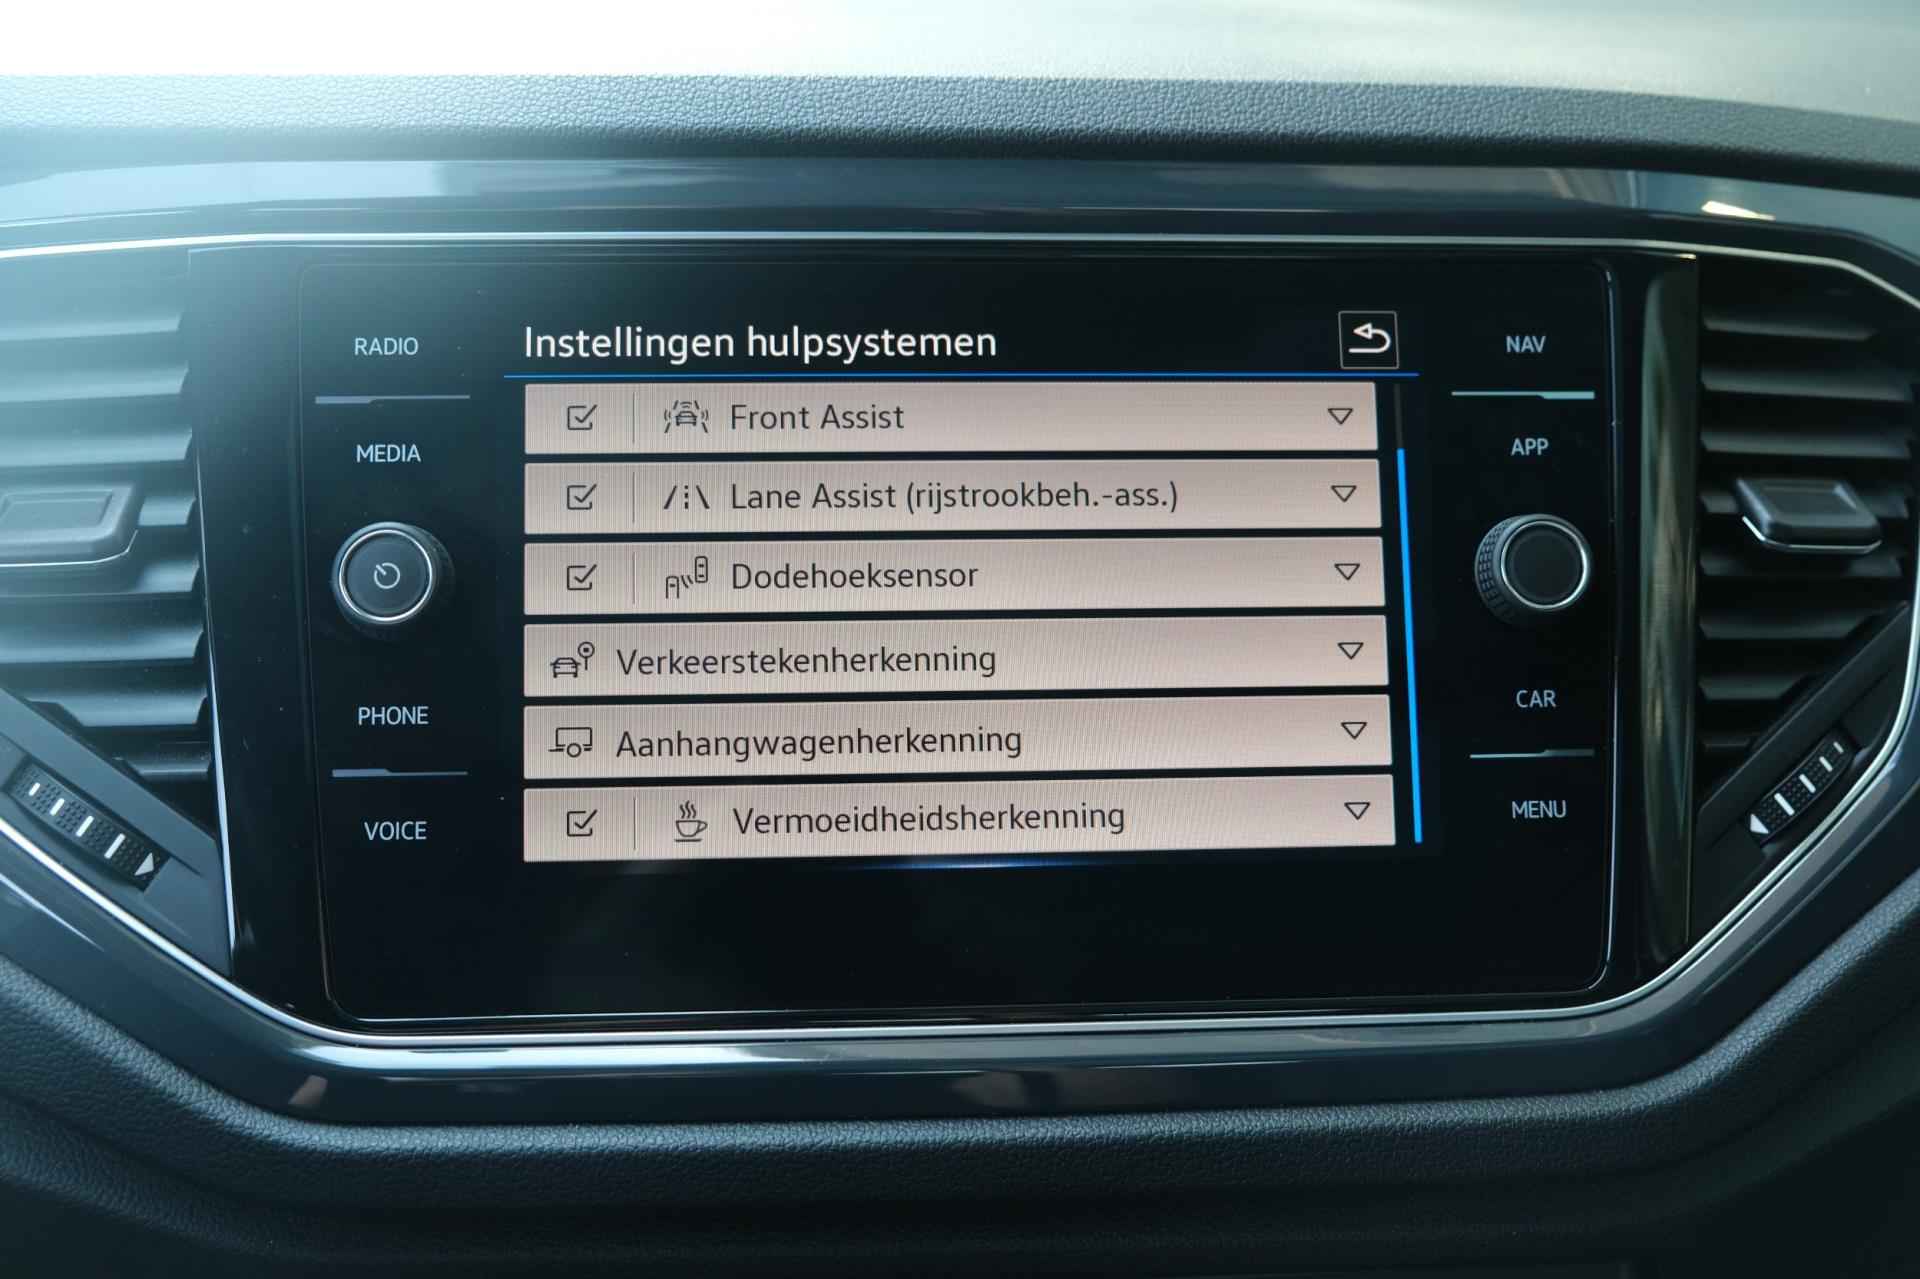 Instellingen hulpsystemen
Front Assist
Lane Assist (rijstrookbeh.-ass.)
Dodehoeksensor
Verkeerstekenherkenning
Aanhangwagenherkenning
Vermoeidheidsherkenning
RADIO
MEDIA
PHONE
VOICE
NAV
APP
CAR
MENU